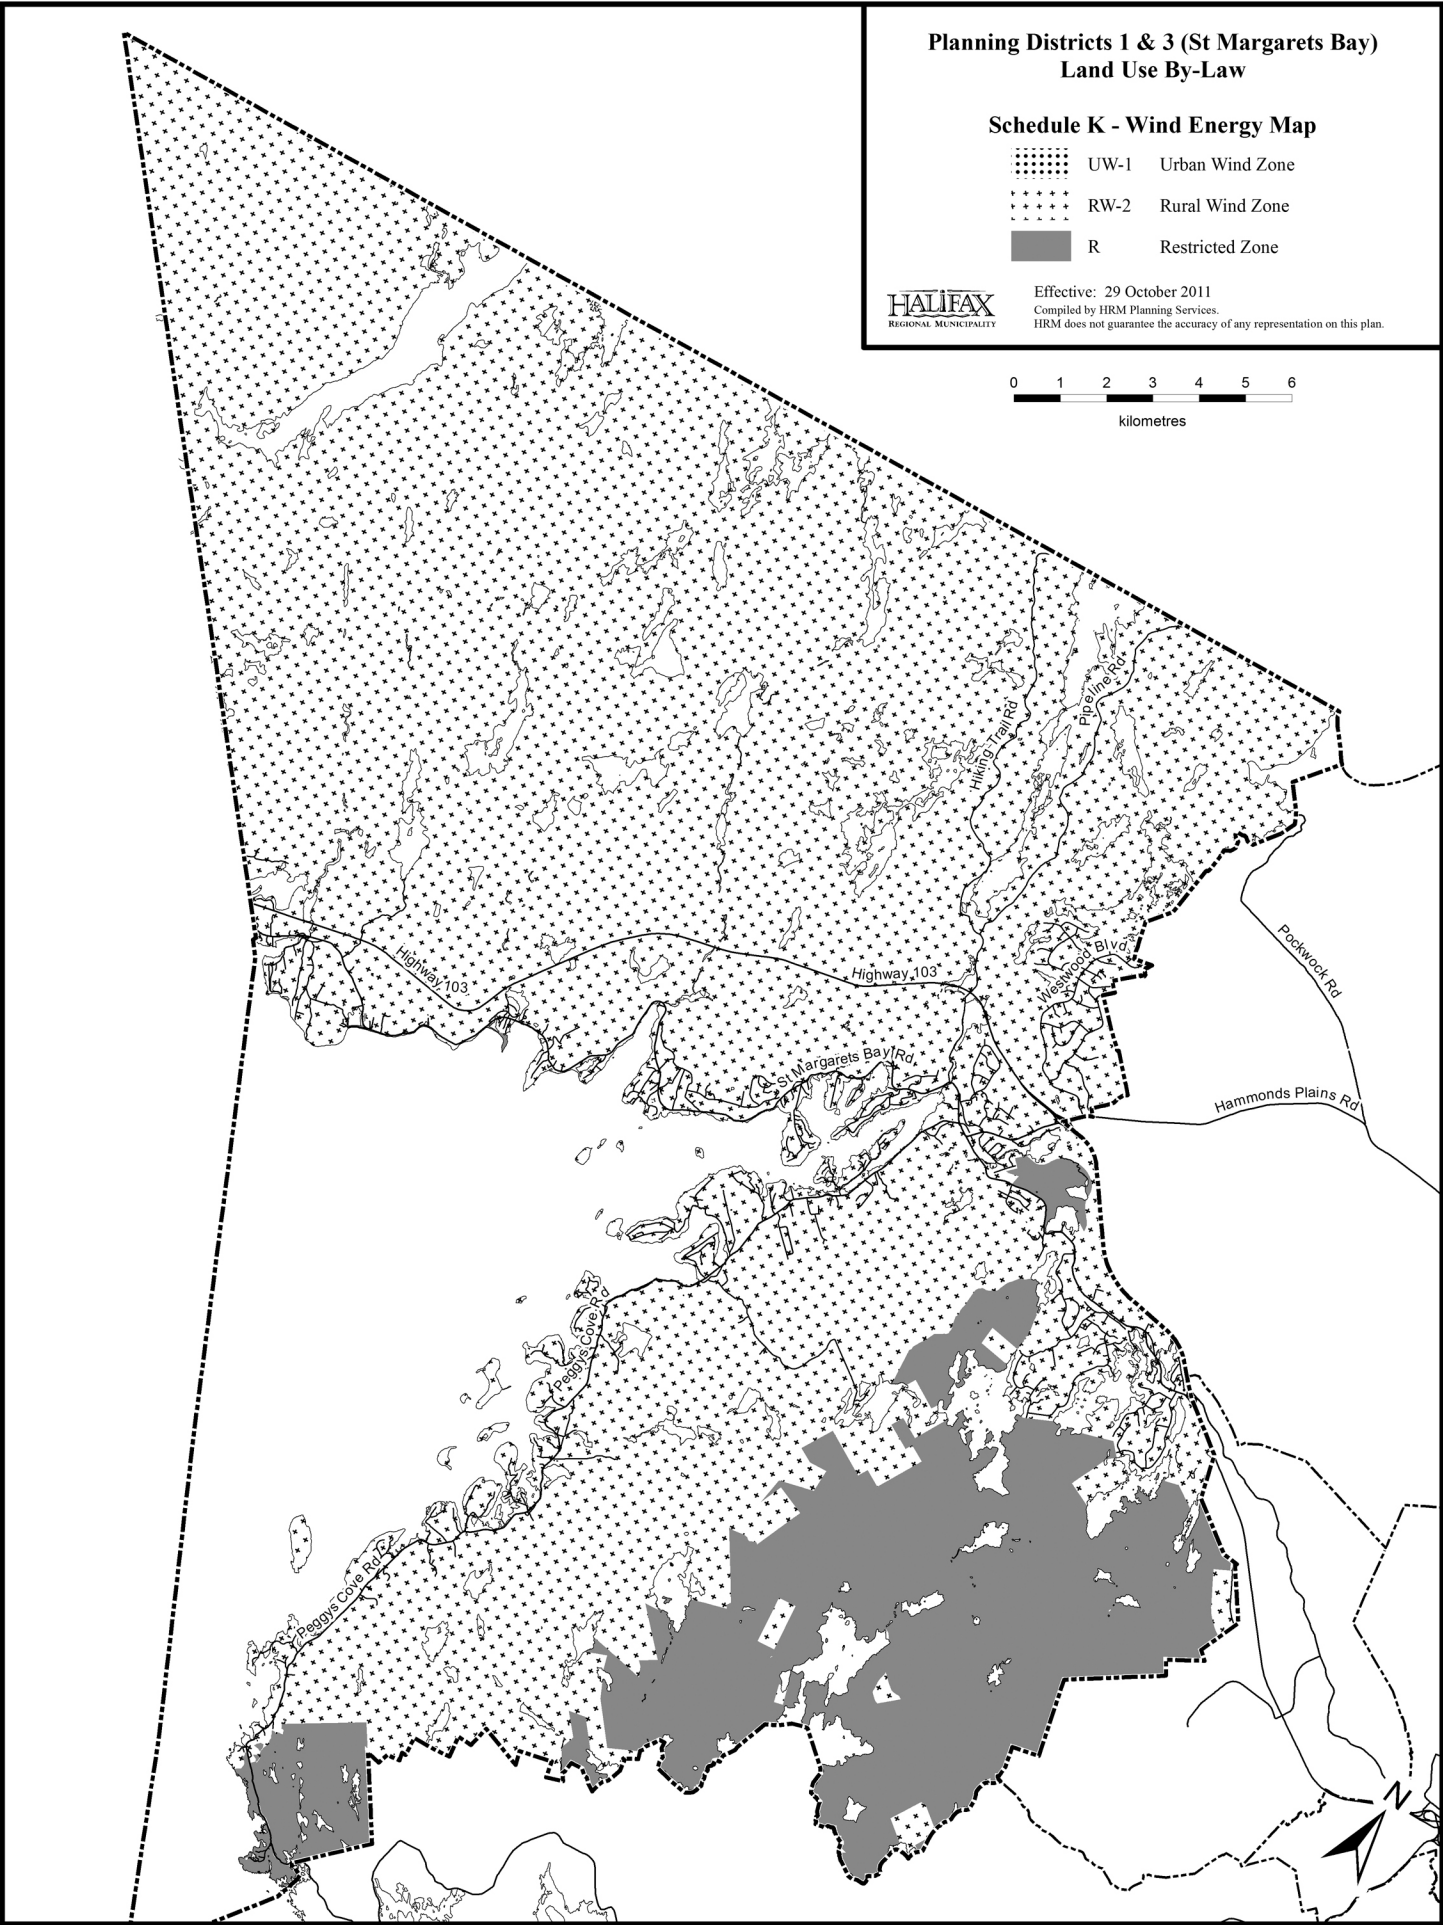 Planning Districts 1 & 3 (St Margarets Bay)
Land Use By-Law
Schedule K - Wind Energy Map
UW-1 Urban Wind Zone
RW-2 Rural Wind Zone
R Restricted Zone
HALIFAX
REGIONAL MUNICIPALITY
Effective: 29 October 2011
Compiled by HRM Planning Services.
HRM does not guarantee the accuracy of any representation on this plan.
0 1 2 3 4 5 6
kilometres
Hiking Trail Rd
Pipeline Rd
Highway 103
Highway 103
Westwood Blvd
Pockwock Rd
St Margarets Bay Rd
Hammonds Plains Rd
Peggys Cove Rd
Peggys Cove Rd
N